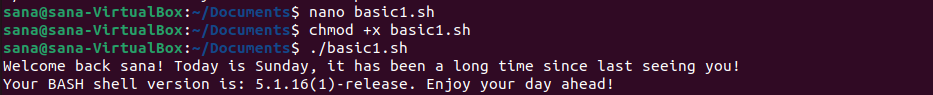 sana@sana-VirtualBox:~/Documents$ nano basic1.sh
sana@sana-VirtualBox:~/Documents$ chmod +x basic1.sh
sana@sana-VirtualBox:~/Documents$ ./basic1.sh
Welcome back sana! Today is Sunday, it has been a long time since last seeing you!
Your BASH shell version is: 5.1.16(1)-release. Enjoy your day ahead!